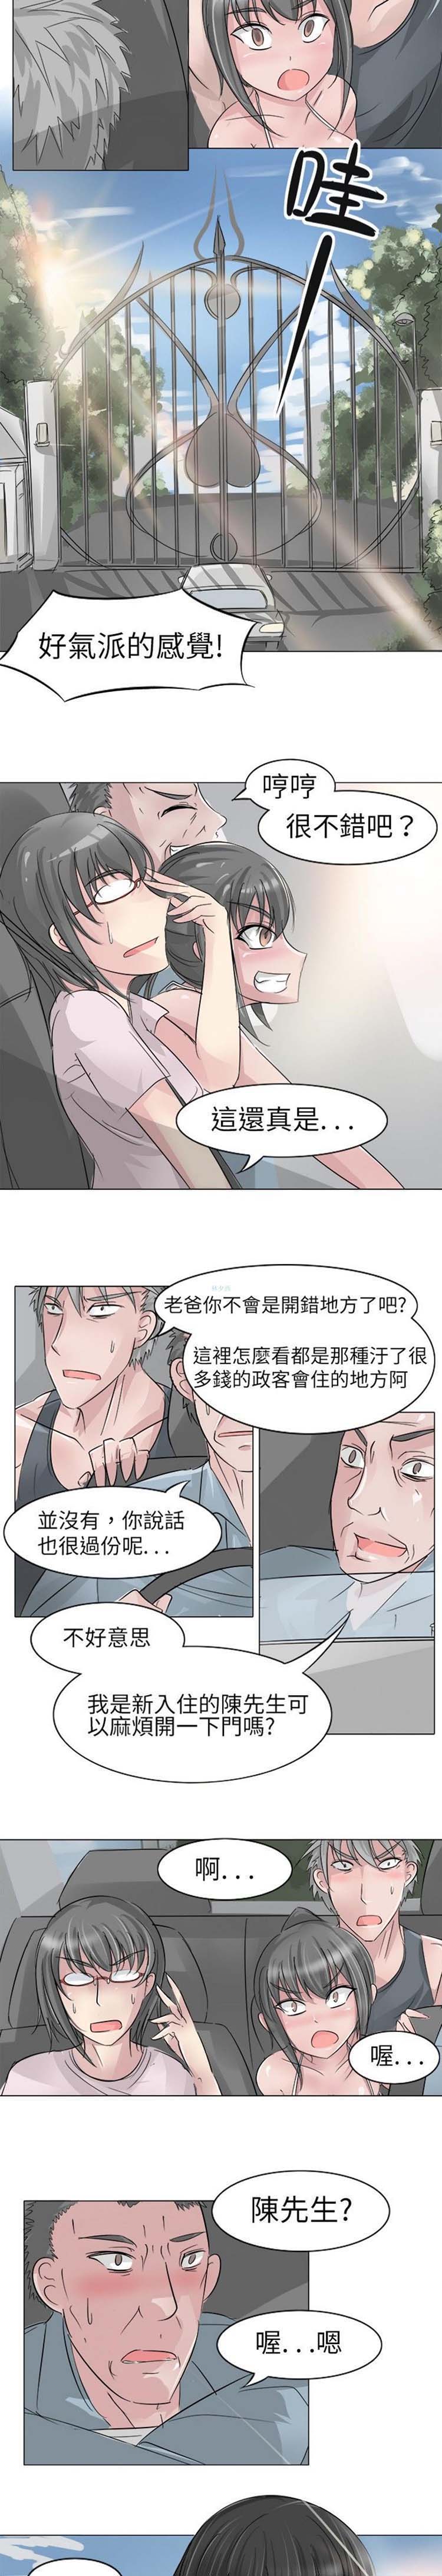 哇
好氣派的感覺!
哼哼
很不錯吧？
這還真是...
老爸你不會是開錯地方了吧?
這裡怎麼看都是那種汙了很
多錢的政客會住的地方阿
並沒有，你說話
也很過份呢...
不好意思
我是新入住的陳先生可
以麻煩開一下門嗎?
啊...
喔...
陳先生?
喔...嗯